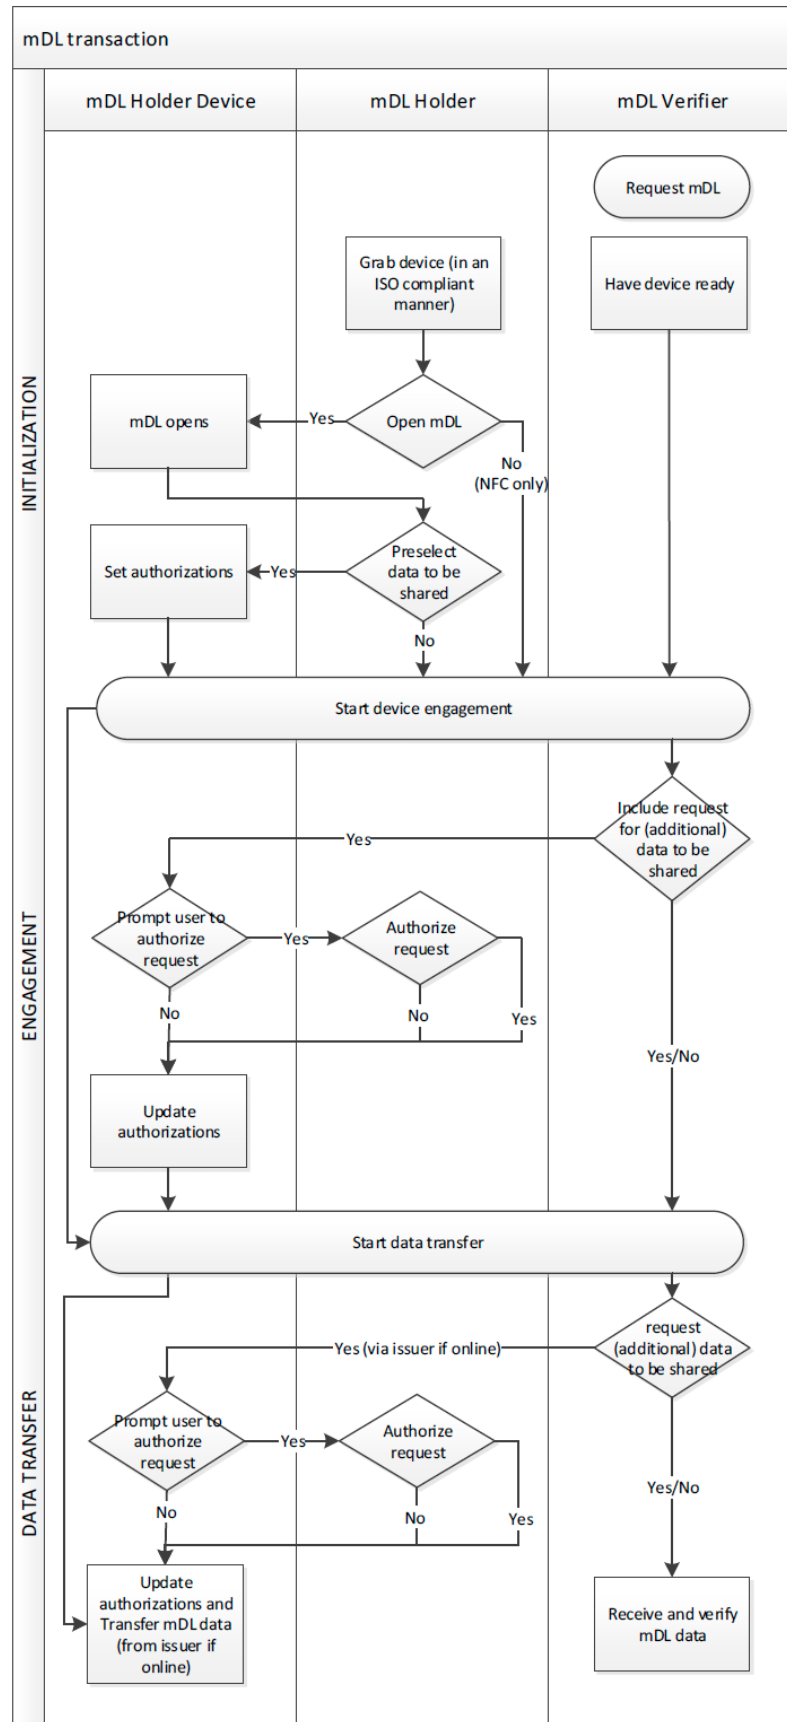 mDL transaction
mDL Holder Device
mDL Holder
mDL Verifier
INITIALIZATION
Request mDL
Grab device (in an
ISO compliant
manner)
Have device ready
mDL opens
Yes
Open mDL
No
(NFC only)
Set authorizations
Yes
Preselect
data to be
shared
No
Start device engagement
ENGAGEMENT
Include request
for (additional)
data to be
shared
Yes
Prompt user to
authorize
request
Yes
Authorize
request
No
No
Yes
Yes/No
Update
authorizations
Start data transfer
DATA TRANSFER
request
(additional) data
to be shared
Yes (via issuer if online)
Prompt user to
authorize
request
Yes
Authorize
request
No
No
Yes
Yes/No
Update
authorizations and
Transfer mDL data
(from issuer if
online)
Receive and verify
mDL data